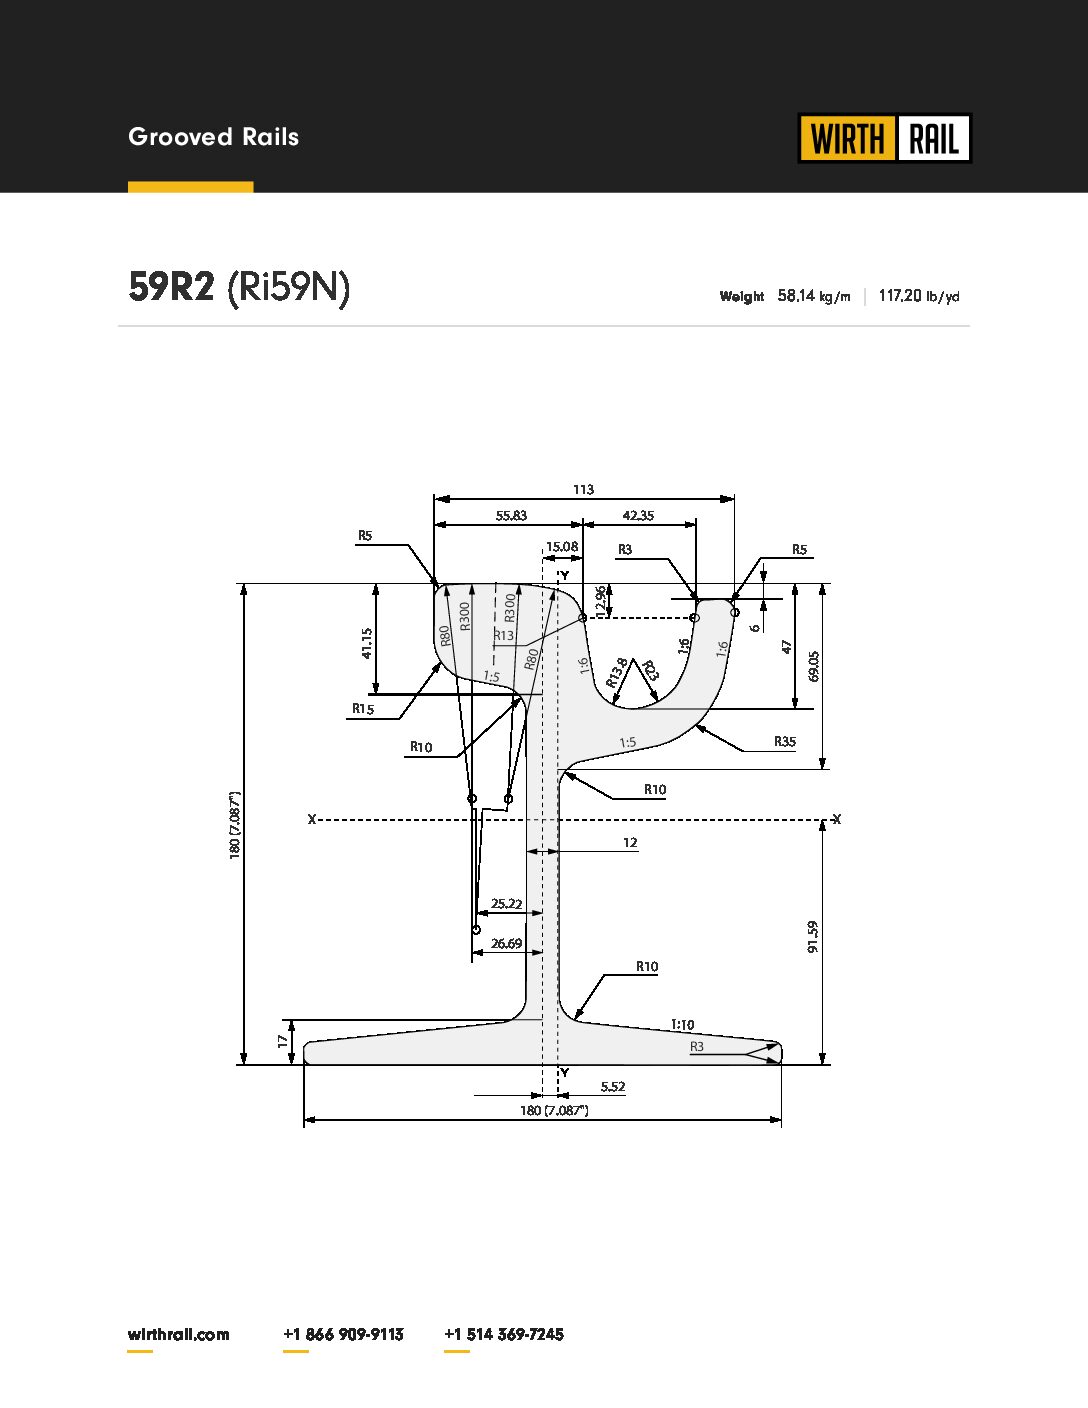 Grooved Rails
WIRTH RAIL
59R2 (Ri59N)
Weight 58.14 kg/m | 117.20 lb/yd
113
55.83
42.35
R5
15.08
R3
R5
Y
12.96
6
41.15
R80
R300
R300
R13
R80
1:6
1:6
1:6
47
69.05
R13.8
R23
1:5
R15
R10
1:5
R35
R10
180 (7.087")
X
X
12
25.22
26.69
91.59
R10
1:10
17
R3
Y
5.52
180 (7.087")
wirthrail.com
+1 866 909-9113
+1 514 369-7245